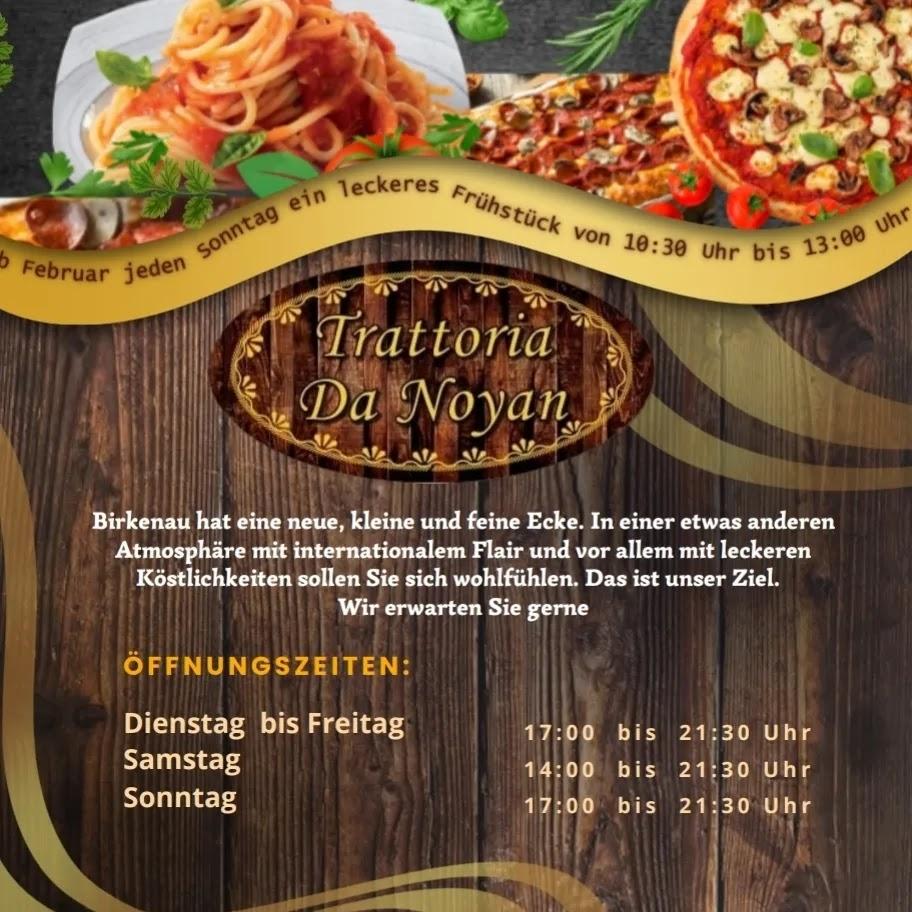 b Februar jeden Sonntag ein leckeres Frühstück von 10:30 Uhr bis 13:00 Uhr
Trattoria
Da Noyan
Birkenau hat eine neue, kleine und feine Ecke. In einer etwas anderen
Atmosphäre mit internationalem Flair und vor allem mit leckeren
Köstlichkeiten sollen Sie sich wohlfühlen. Das ist unser Ziel.
Wir erwarten Sie gerne
ÖFFNUNGSZEITEN:
Dienstag bis Freitag 17:00 bis 21:30 Uhr
Samstag 14:00 bis 21:30 Uhr
Sonntag 17:00 bis 21:30 Uhr